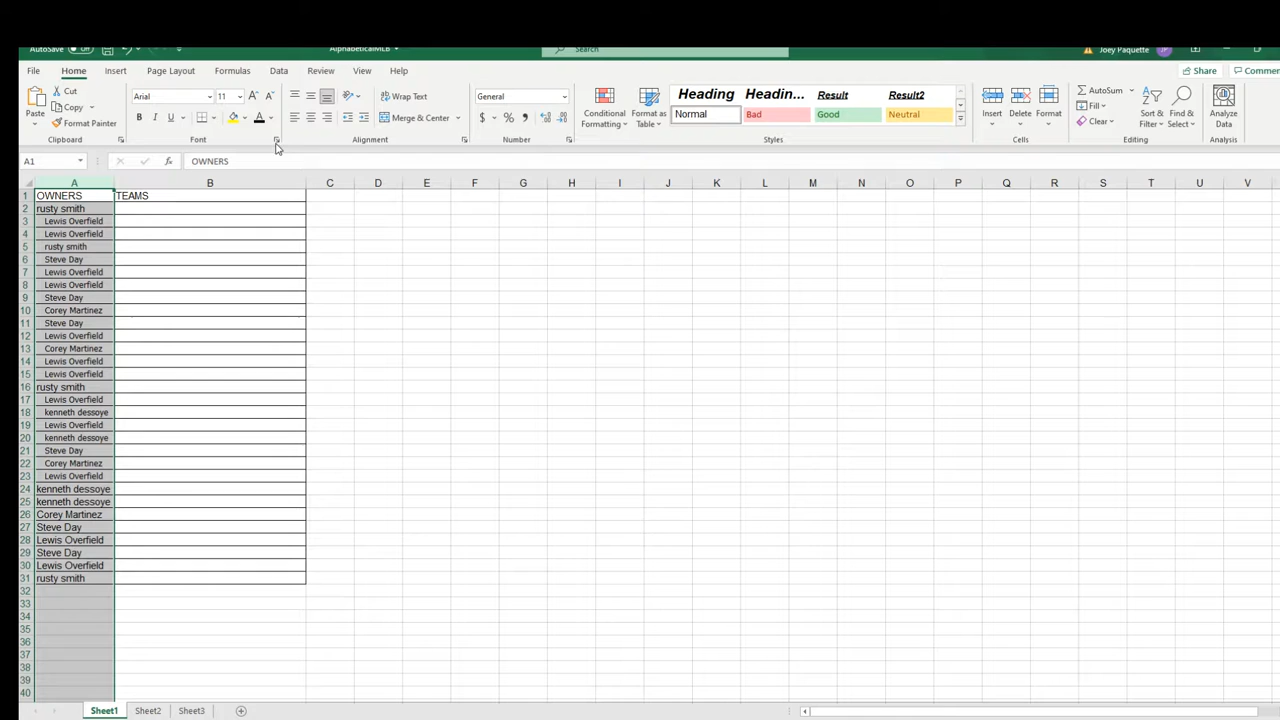 AutoSave Off AlphabeticalMLB Search Joey Paquette JP
File Home Insert Page Layout Formulas Data Review View Help Share Commen
Paste Cut Copy Format Painter Clipboard
Arial 11 A A B I U A Font
Wrap Text Merge & Center Alignment
General $ % , Number
Conditional Formatting Format as Table
Heading Headin... Result Result2
Normal Bad Good Neutral Styles
Insert Delete Format Cells
AutoSum Fill Clear Sort & Filter Find & Select Editing
Analyze Data Analysis
A1 fx OWNERS
A B C D E F G H I J K L M N O P Q R S T U V
1 OWNERS TEAMS
2 rusty smith
3 Lewis Overfield
4 Lewis Overfield
5 rusty smith
6 Steve Day
7 Lewis Overfield
8 Lewis Overfield
9 Steve Day
10 Corey Martinez
11 Steve Day
12 Lewis Overfield
13 Corey Martinez
14 Lewis Overfield
15 Lewis Overfield
16 rusty smith
17 Lewis Overfield
18 kenneth dessoye
19 Lewis Overfield
20 kenneth dessoye
21 Steve Day
22 Corey Martinez
23 Lewis Overfield
24 kenneth dessoye
25 kenneth dessoye
26 Corey Martinez
27 Steve Day
28 Lewis Overfield
29 Steve Day
30 Lewis Overfield
31 rusty smith
32
33
34
35
36
37
38
39
40
Sheet1 Sheet2 Sheet3